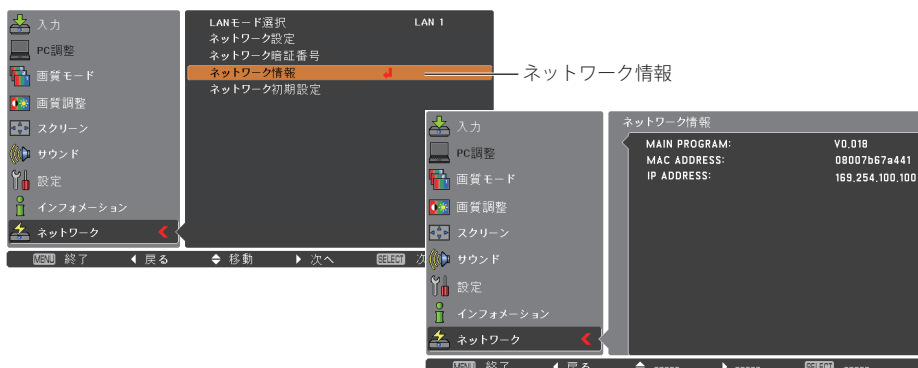 入力
PC調整
画質モード
画質調整
スクリーン
サウンド
設定
インフォメーション
ネットワーク
LANモード選択 LAN 1
ネットワーク設定
ネットワーク暗証番号
ネットワーク情報
ネットワーク初期設定
MENU 終了 戻る 移動 次へ SELECT 次
ネットワーク情報
入力
PC調整
画質モード
画質調整
スクリーン
サウンド
設定
インフォメーション
ネットワーク
ネットワーク情報
MAIN PROGRAM: V0.018
MAC ADDRESS: 08007b67a441
IP ADDRESS: 169.254.100.100
MENU 終了 戻る ----- ----- SELECT -----